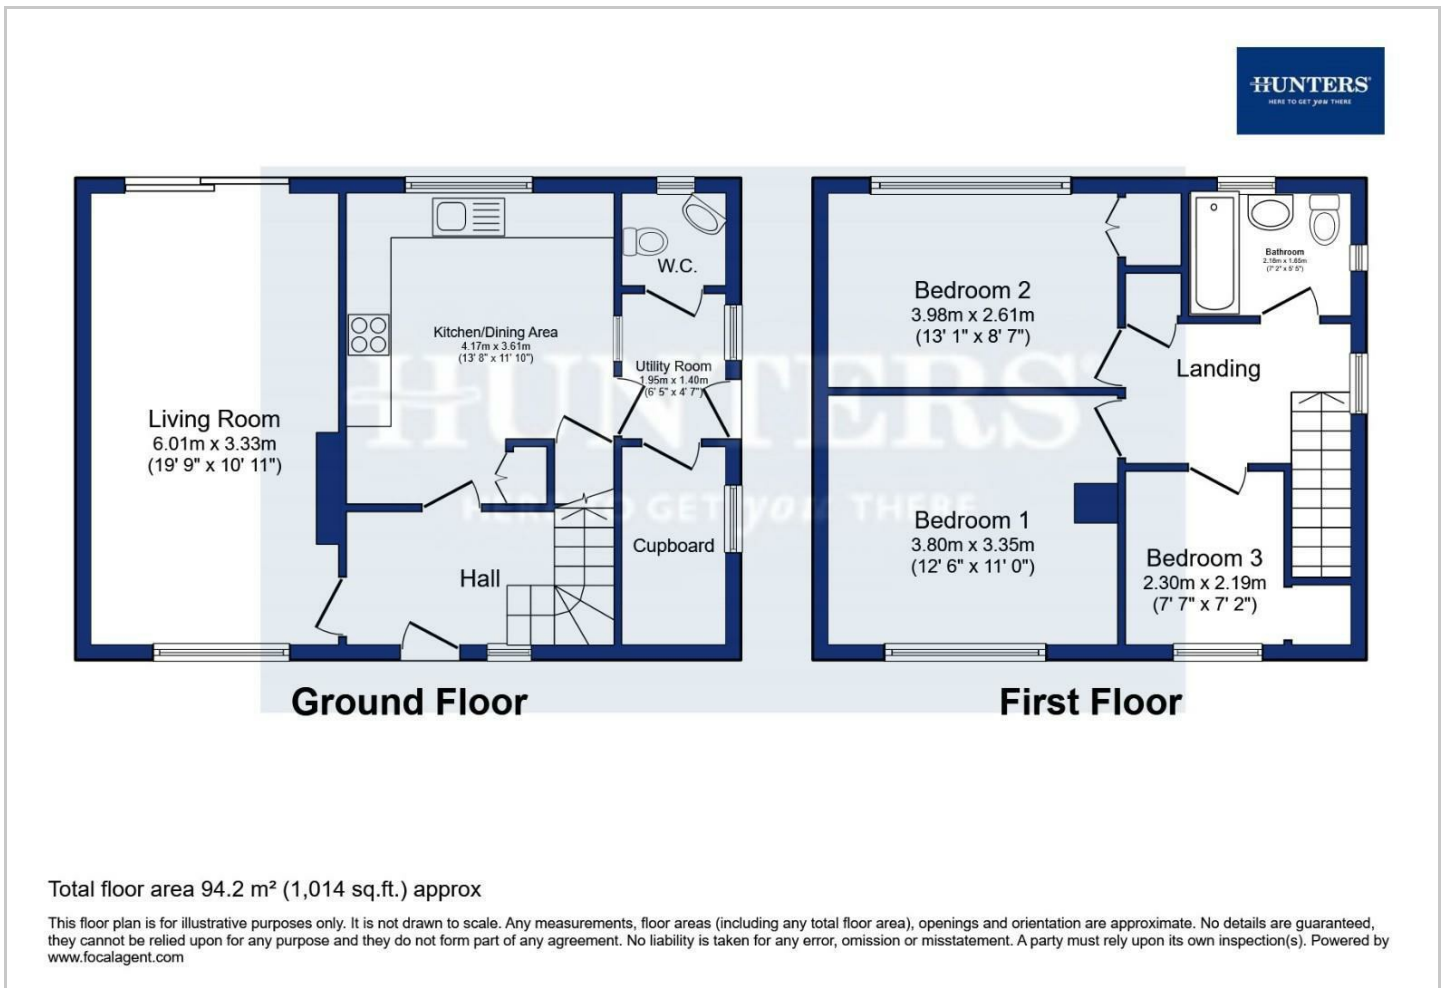 HUNTERS®
HERE TO GET you THERE
W.C.
Kitchen/Dining Area
4.17m x 3.61m
(13' 8" x 11' 10")
Utility Room
1.95m x 1.40m
(6' 5" x 4' 7")
Living Room
6.01m x 3.33m
(19' 9" x 10' 11")
Cupboard
Hall
Bathroom
2.18m x 1.65m
(7' 2" x 5' 5")
Bedroom 2
3.98m x 2.61m
(13' 1" x 8' 7")
Landing
Bedroom 1
3.80m x 3.35m
(12' 6" x 11' 0")
Bedroom 3
2.30m x 2.19m
(7' 7" x 7' 2")
HUNTERS®
HERE TO GET you THERE
Ground Floor
First Floor
Total floor area 94.2 m² (1,014 sq.ft.) approx
This floor plan is for illustrative purposes only. It is not drawn to scale. Any measurements, floor areas (including any total floor area), openings and orientation are approximate. No details are guaranteed,
they cannot be relied upon for any purpose and they do not form part of any agreement. No liability is taken for any error, omission or misstatement. A party must rely upon its own inspection(s). Powered by
www.focalagent.com